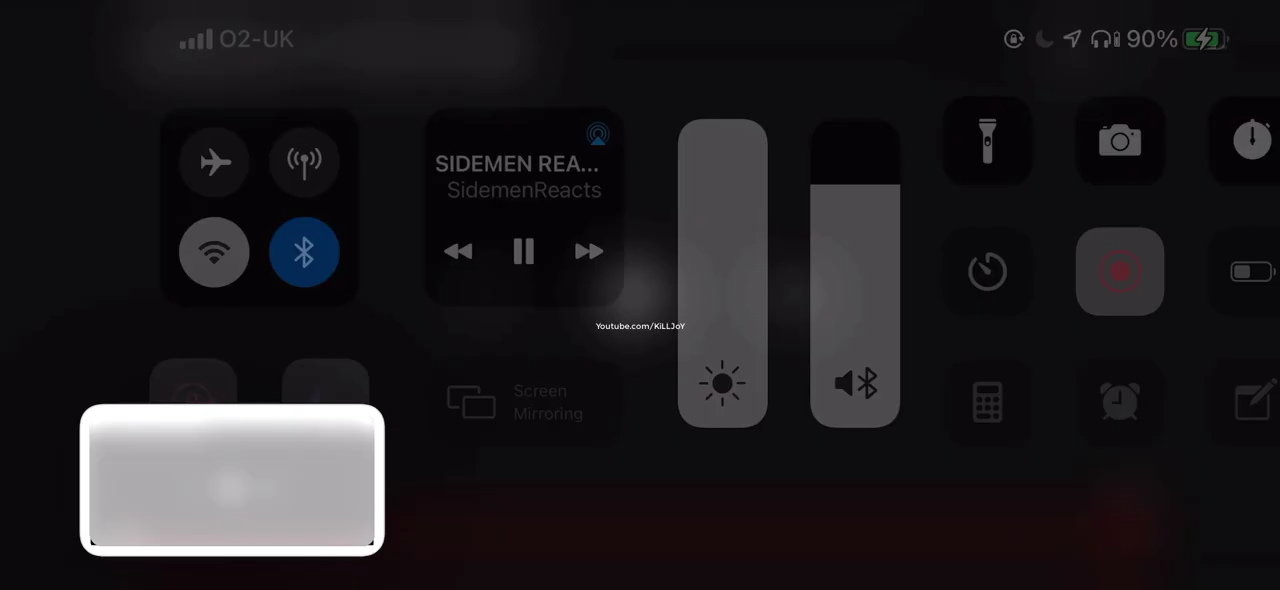 O2-UK
90%
SIDEMEN REA...
SidemenReacts
Youtube.com/KiLLJoY
Screen
Mirroring